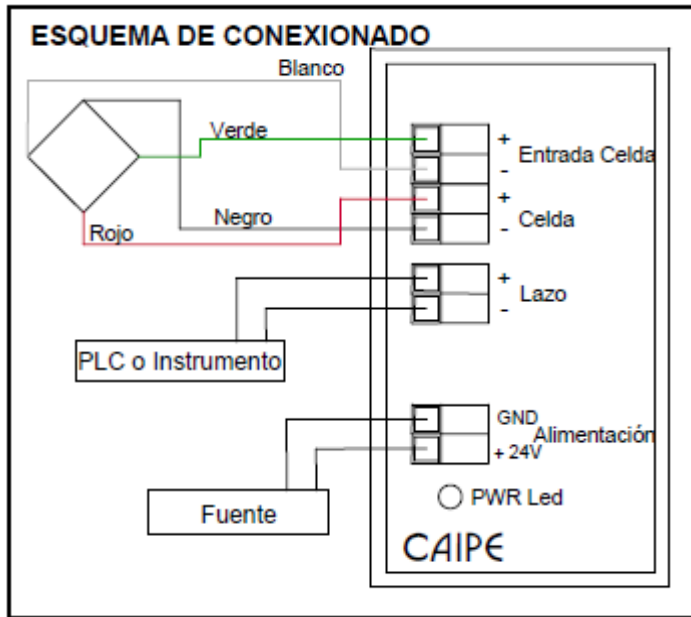 ESQUEMA DE CONEXIONADO
Blanco
Verde
+
Entrada Celda
-
+
Negro
Celda
-
Rojo
+
Lazo
-
PLC o Instrumento
GND
Alimentación
+ 24V
Fuente
PWR Led
CAIPE